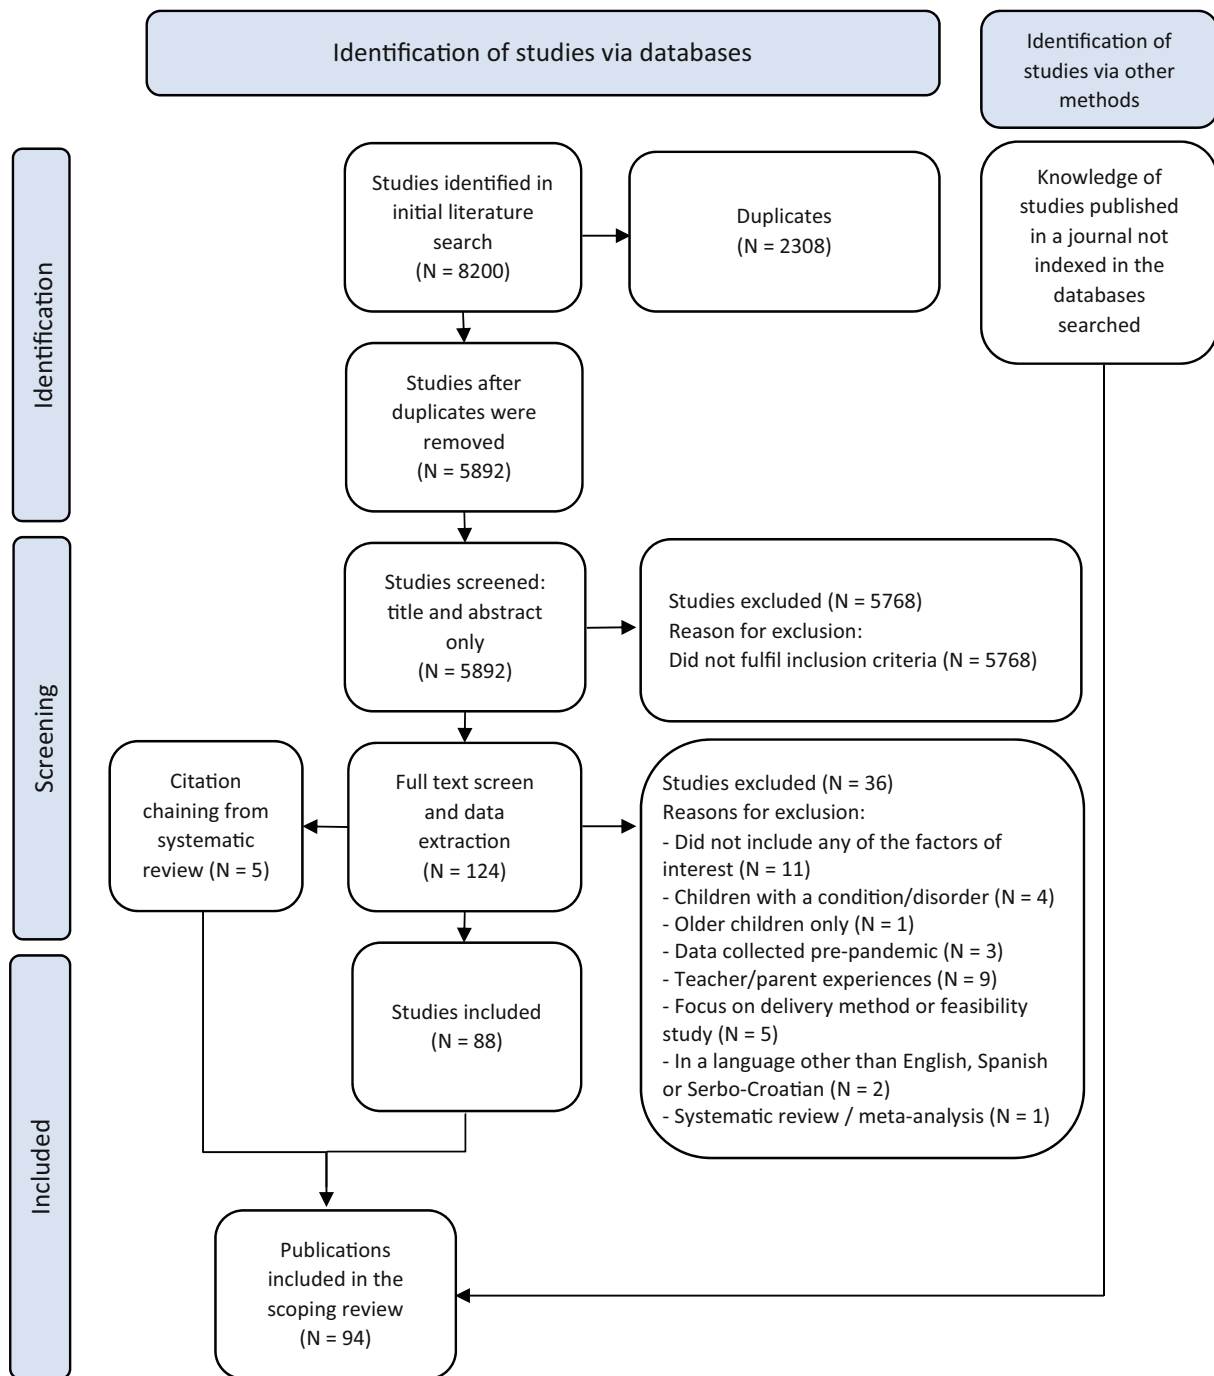 Identification of studies via databases
Identification of
studies via other
methods
Identification
Studies identified in
initial literature
search
(N = 8200)
Duplicates
(N = 2308)
Knowledge of
studies published
in a journal not
indexed in the
databases
searched
Studies after
duplicates were
removed
(N = 5892)
Screening
Studies screened:
title and abstract
only
(N = 5892)
Studies excluded (N = 5768)
Reason for exclusion:
Did not fulfil inclusion criteria (N = 5768)
Citation
chaining from
systematic
review (N = 5)
Full text screen
and data
extraction
(N = 124)
Studies excluded (N = 36)
Reasons for exclusion:
- Did not include any of the factors of
interest (N = 11)
- Children with a condition/disorder (N = 4)
- Older children only (N = 1)
- Data collected pre-pandemic (N = 3)
- Teacher/parent experiences (N = 9)
- Focus on delivery method or feasibility
study (N = 5)
- In a language other than English, Spanish
or Serbo-Croatian (N = 2)
- Systematic review / meta-analysis (N = 1)
Included
Studies included
(N = 88)
Publications
included in the
scoping review
(N = 94)